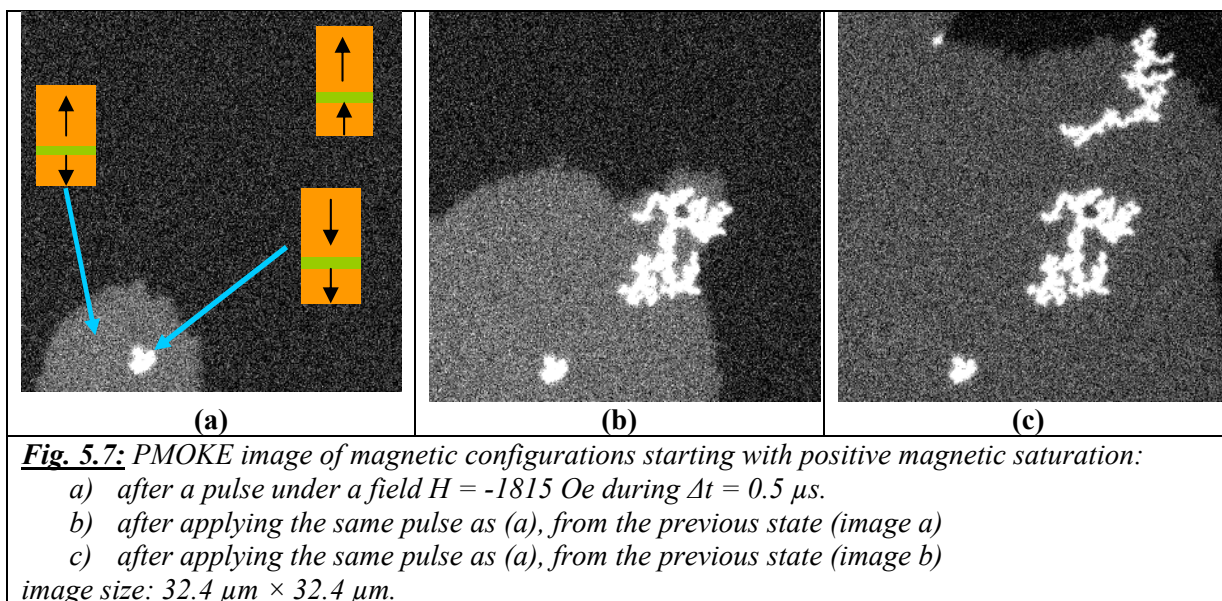 (a) (b) (c)
Fig. 5.7: PMOKE image of magnetic configurations starting with positive magnetic saturation:
a) after a pulse under a field H = -1815 Oe during Δt = 0.5 µs.
b) after applying the same pulse as (a), from the previous state (image a)
c) after applying the same pulse as (a), from the previous state (image b)
image size: 32.4 µm × 32.4 µm.